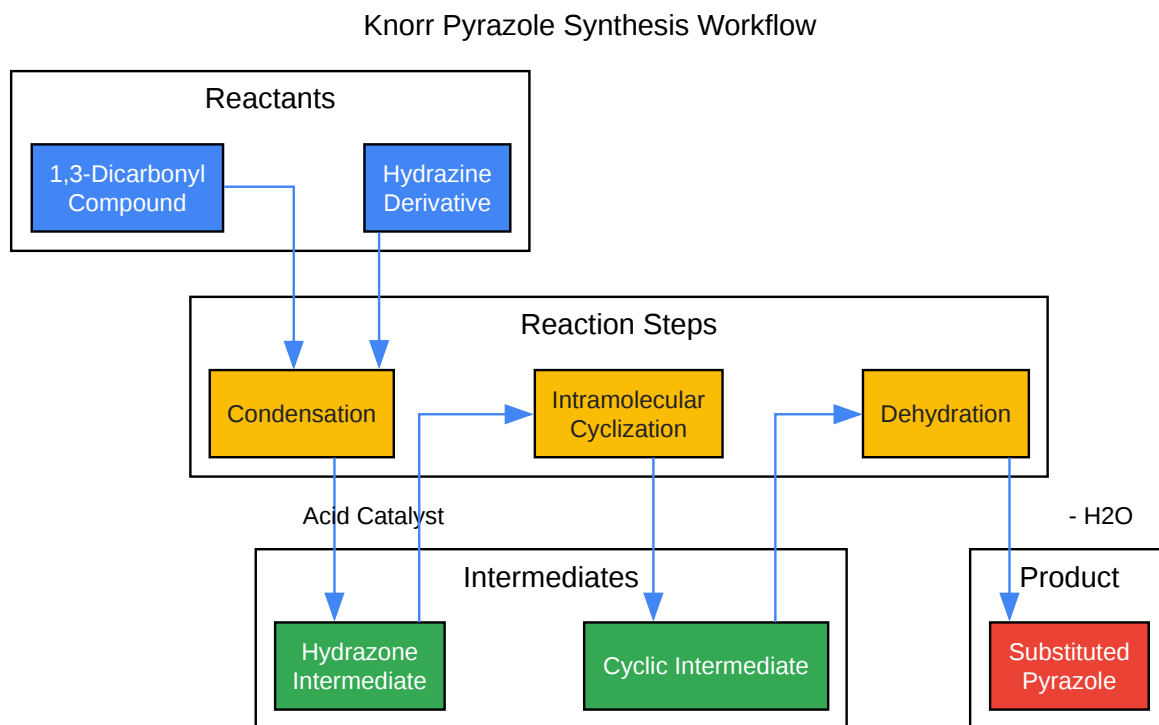 Knorr Pyrazole Synthesis Workflow
Reactants
1,3-Dicarbonyl
Compound
Hydrazine
Derivative
Reaction Steps
Condensation
Intramolecular
Cyclization
Dehydration
Acid Catalyst
- H2O
Intermediates
Product
Hydrazone
Intermediate
Cyclic Intermediate
Substituted
Pyrazole